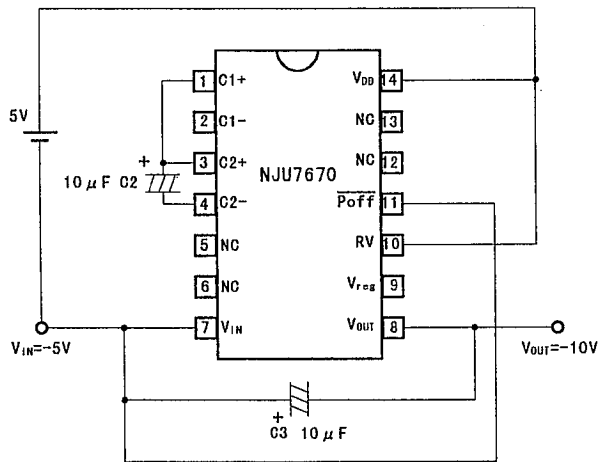 1 C1+
2 C1-
3 C2+
4 C2-
5 NC
6 NC
7 VIN
NJU7670
VDD 14
NC 13
NC 12
Poff 11
RV 10
Vreg 9
VOUT 8
5V
+
10μF C2
VIN=-5V
VOUT=-10V
+
C3 10μF